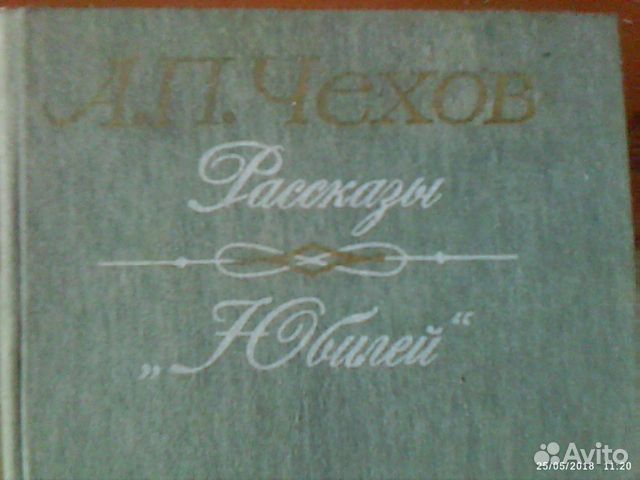 А.П. Чехов
Рассказы
„Юбилей“
Avito
25/05/2018 11:20